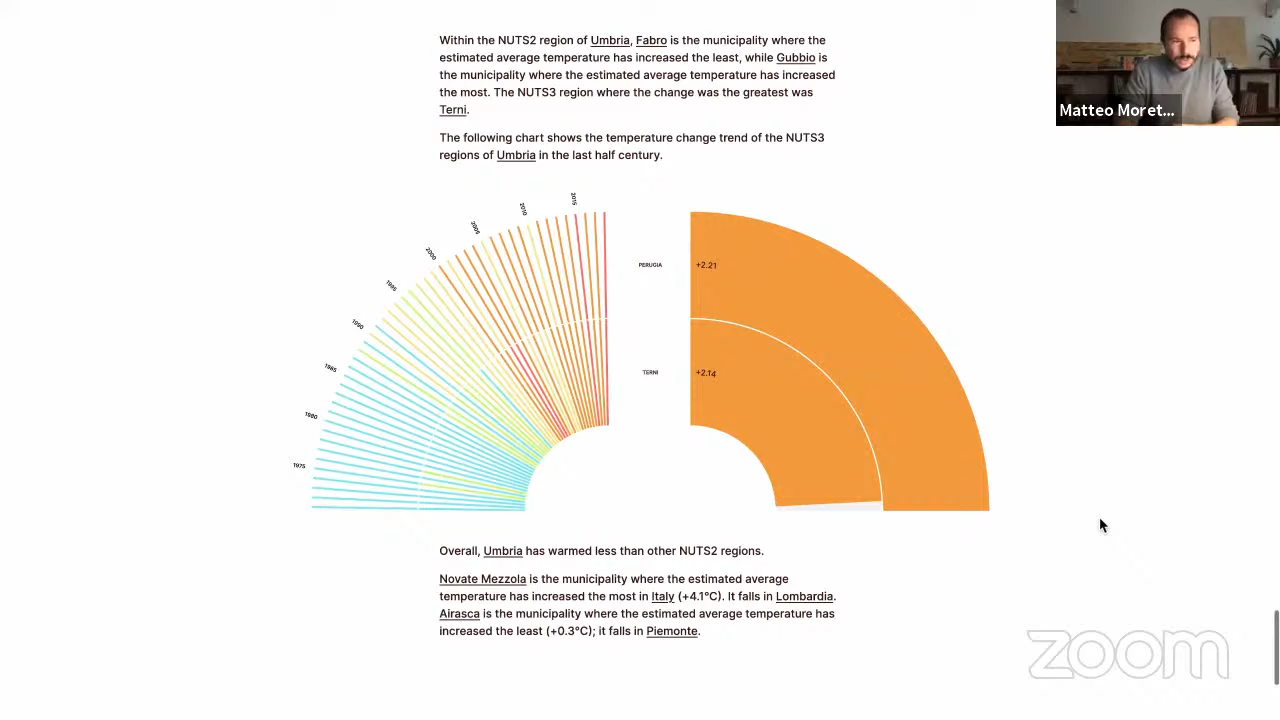 Within the NUTS2 region of Umbria, Fabro is the municipality where the
estimated average temperature has increased the least, while Gubbio is
the municipality where the estimated average temperature has increased
the most. The NUTS3 region where the change was the greatest was
Terni.
Matteo Moret...
The following chart shows the temperature change trend of the NUTS3
regions of Umbria in the last half century.
2015
2010
2005
2000
1995
1990
1985
1980
1975
PERUGIA
+2.21
TERNI
+2.14
Overall, Umbria has warmed less than other NUTS2 regions.
Novate Mezzola is the municipality where the estimated average
temperature has increased the most in Italy (+4.1°C). It falls in Lombardia.
Airasca is the municipality where the estimated average temperature has
increased the least (+0.3°C); it falls in Piemonte.
zoom